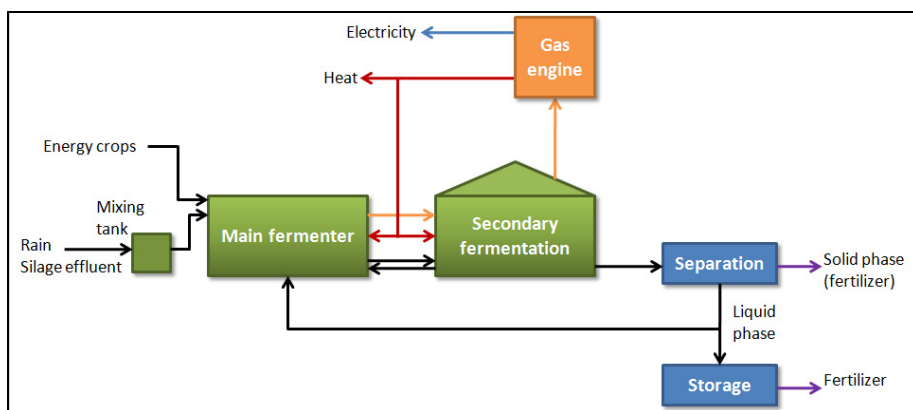 Electricity
Gas
engine
Heat
Energy crops
Mixing
tank
Rain
Silage effluent
Main fermenter
Secondary
fermentation
Separation
Solid phase
(fertilizer)
Liquid
phase
Storage
Fertilizer